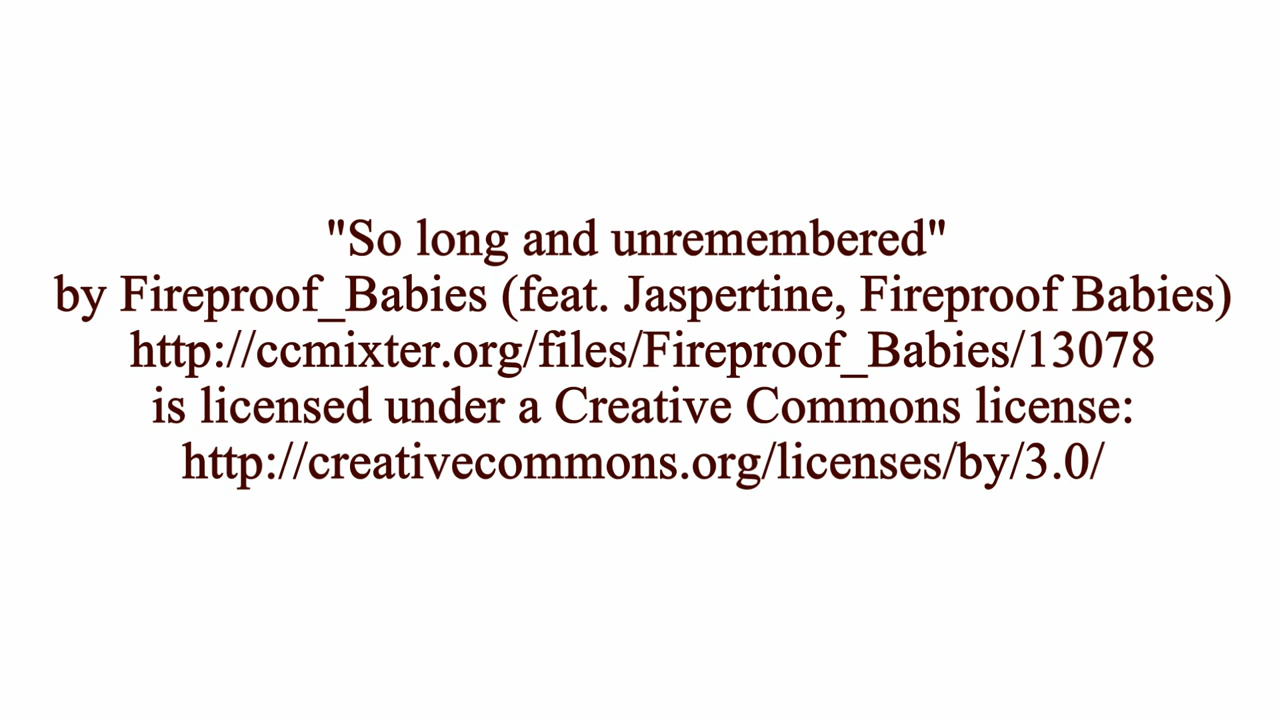 "So long and unremembered"
by Fireproof_Babies (feat. Jaspertine, Fireproof Babies)
http://ccmixter.org/files/Fireproof_Babies/13078
is licensed under a Creative Commons license:
http://creativecommons.org/licenses/by/3.0/